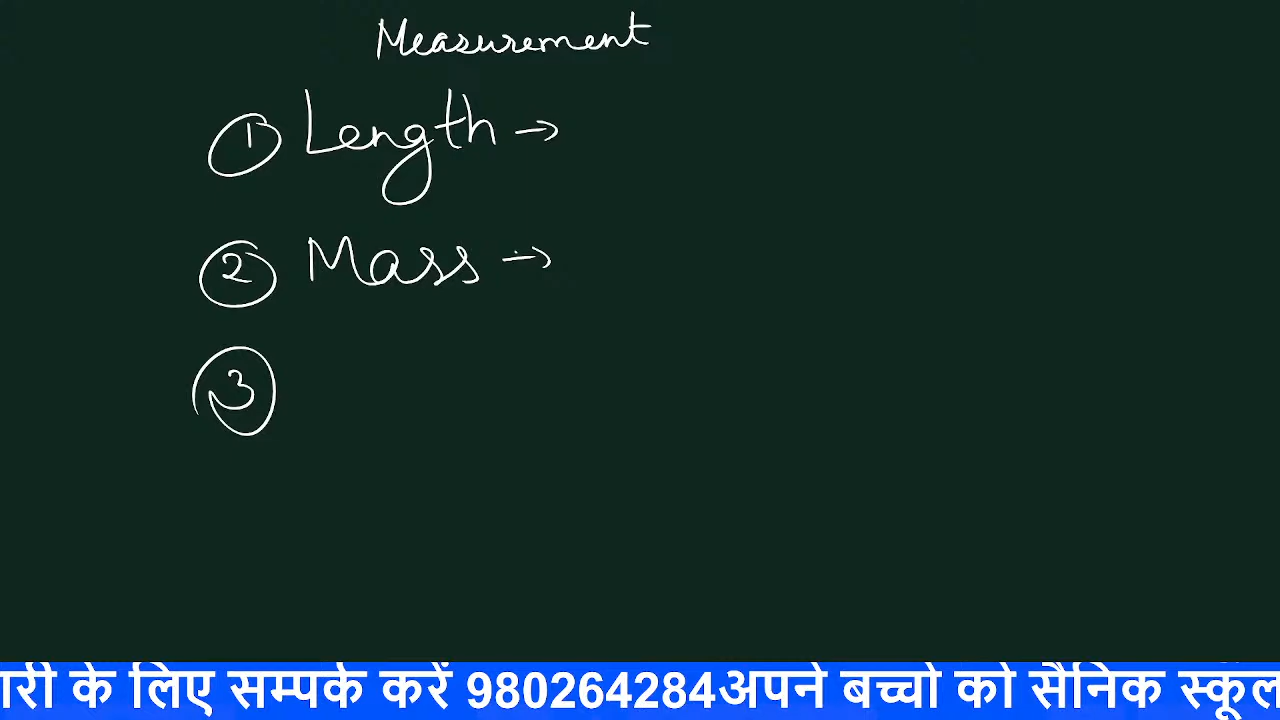 Measurement
① Length →
② Mass →
③
ारी के लिए सम्पर्क करें 980264284अपने बच्चो को सैनिक स्कूल